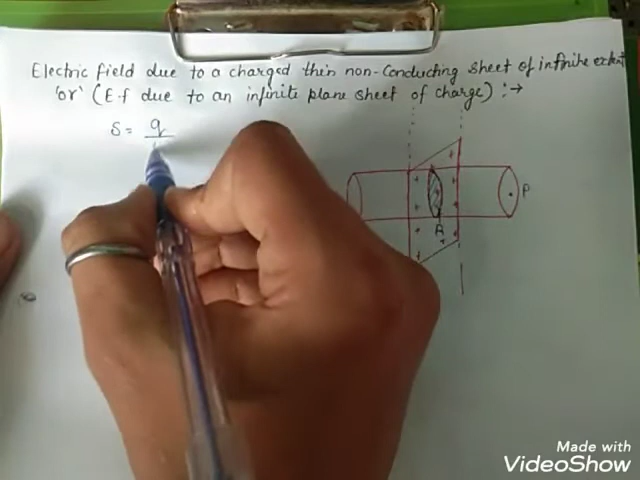 Electric field due to a charged thin non-Conducting sheet of infinite extent
'or' (E.f due to an infinite plane sheet of charge) :→
S = q
P
A
Made with
VideoShow